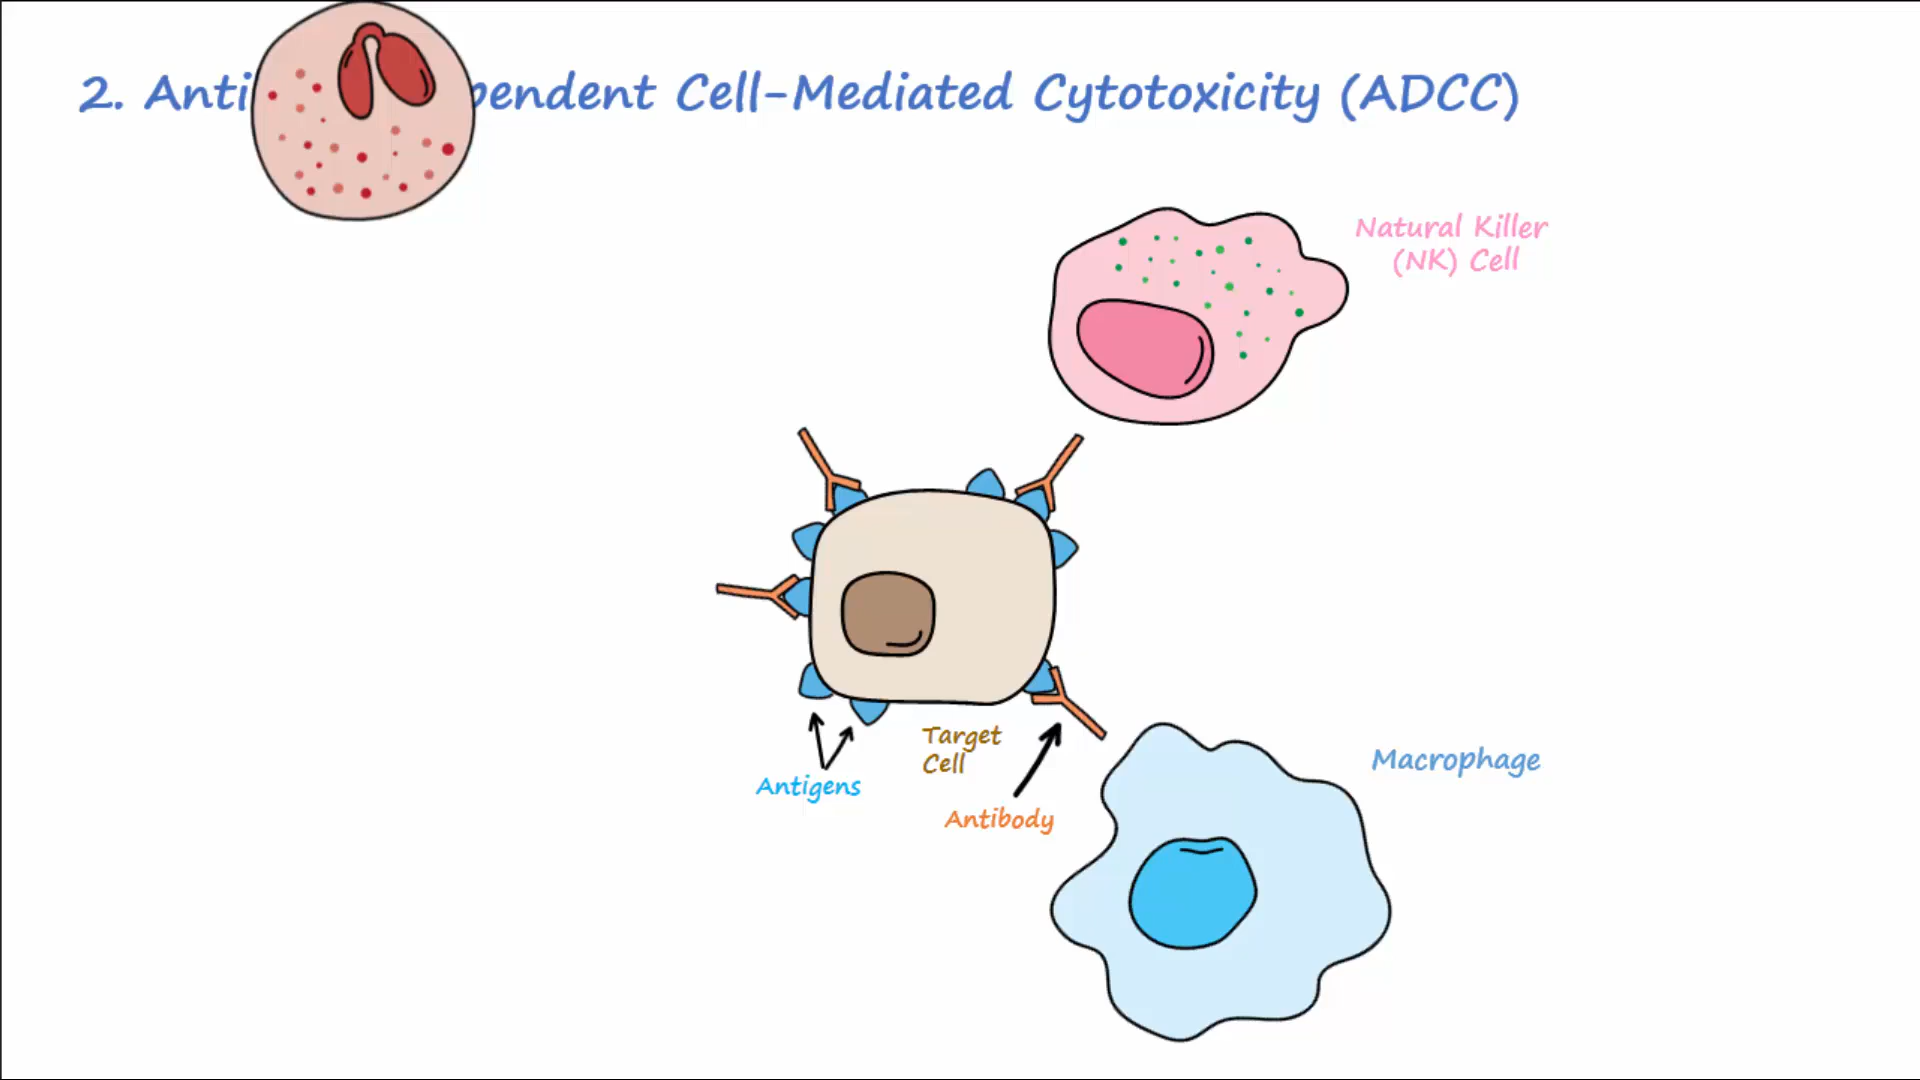 2. Anti pendent Cell-Mediated Cytotoxicity (ADCC)
Natural Killer
(NK) Cell
Target
Cell
Antigens
Antibody
Macrophage